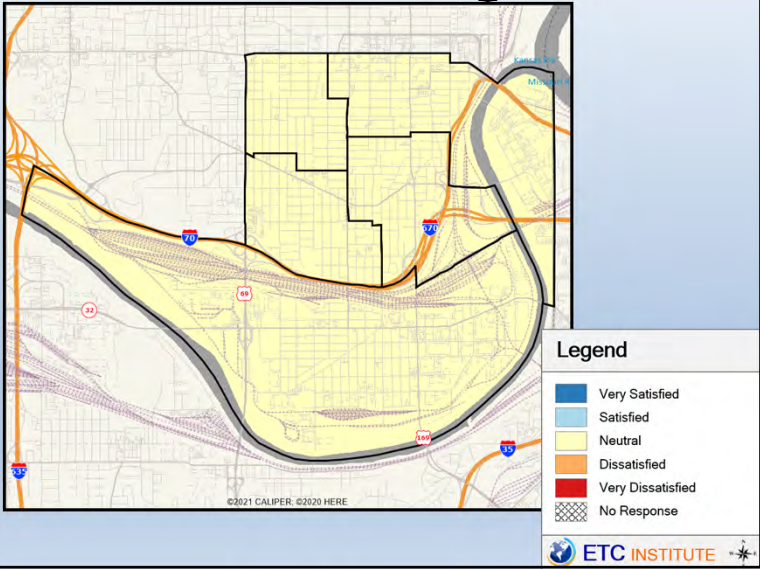 Kansas
Missouri
70
670
69
32
169
635
35
©2021 CALIPER; ©2020 HERE
Legend
Very Satisfied
Satisfied
Neutral
Dissatisfied
Very Dissatisfied
No Response
ETC INSTITUTE